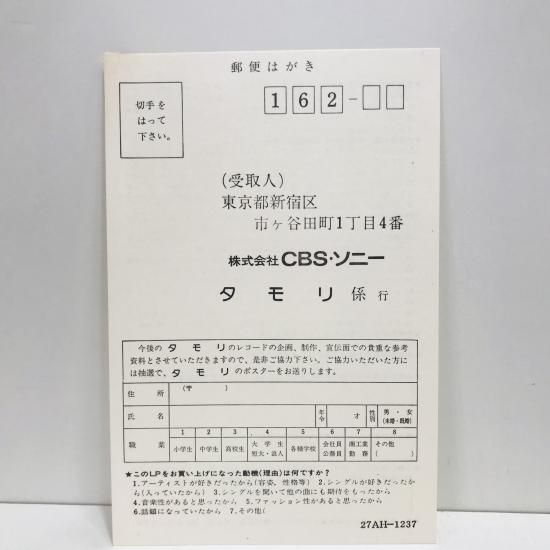 郵便はがき
162-
切手を
はって
下さい。
(受取人)
東京都新宿区
市ヶ谷田町1丁目4番
株式会社 CBS・ソニー
タモリ 係 行
今後の タモリ のレコードの企画、制作、宣伝面での貴重な参考
資料とさせていただきますので、是非ご協力下さい。ご協力いただいた方に
は抽選で、タモリ のポスターをお送りします。
住所 (〒 )
氏名 年令 才 性別 男・女 (未婚・既婚)
職業
1 小学生
2 中学生
3 高校生
4 大学生 短大・浪人
5 各種学校
6 会社員 公務員
7 商工業 勤務
8 その他 ( )
★このLPをお買い上げになった動機(理由)は何ですか?
1.アーティストが好きだったから(容姿、性格等) 2.シングルが好きだったか
ら(入っていたから) 3.シングルを聞いて他の曲にも期待をもったから
4.音楽性があると思ったから 5.ファッション性があると思ったから
6.話題になっていたから 7.その他(
27AH-1237